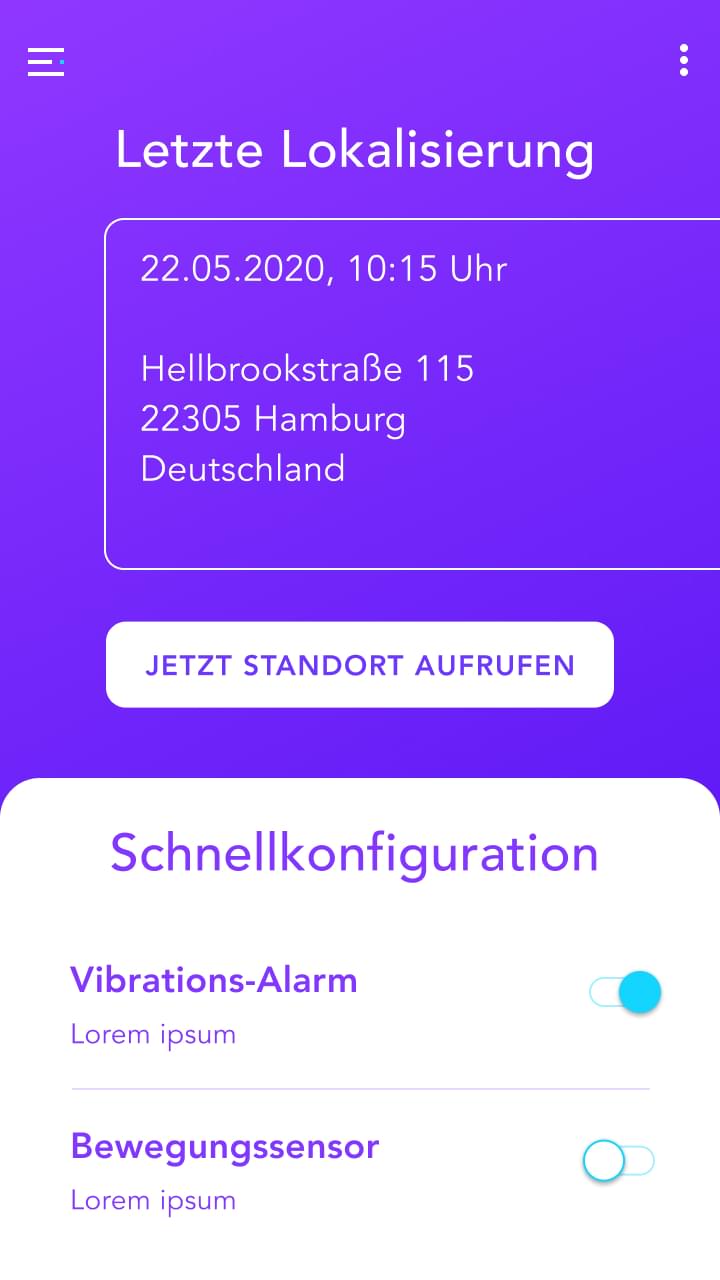 Letzte Lokalisierung
22.05.2020, 10:15 Uhr
Hellbrookstraße 115
22305 Hamburg
Deutschland
JETZT STANDORT AUFRUFEN
Schnellkonfiguration
Vibrations-Alarm
Lorem ipsum
Bewegungssensor
Lorem ipsum